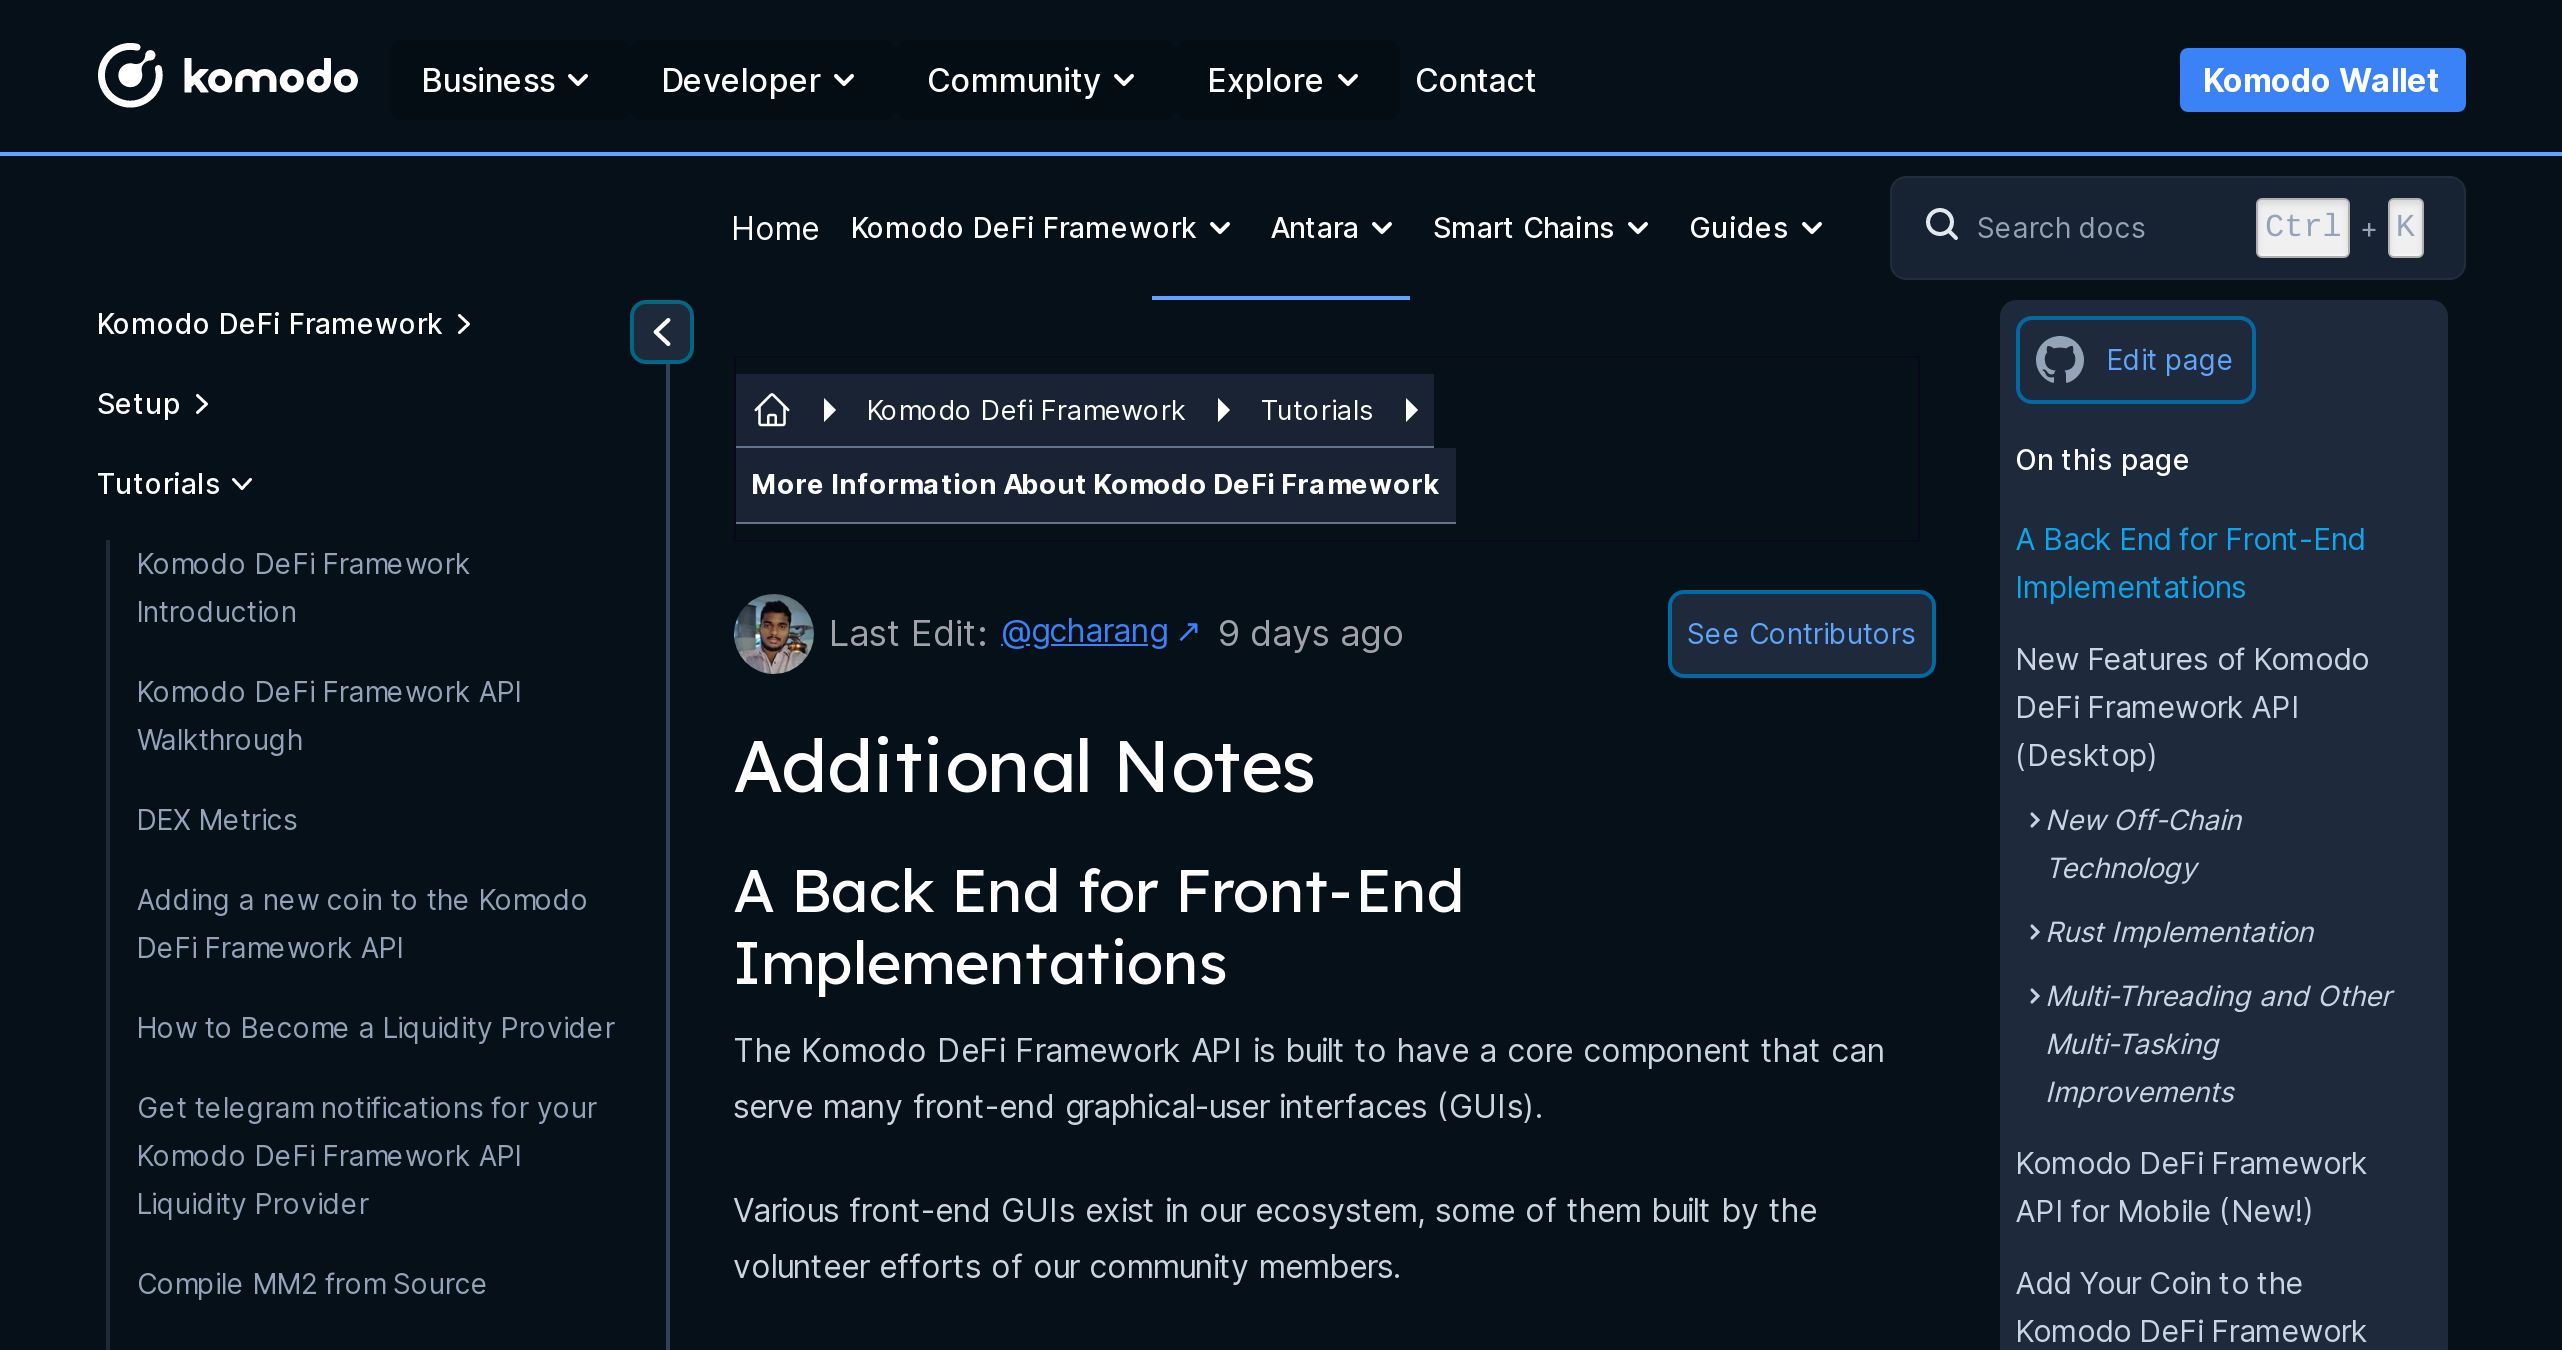 komodo
Business
Developer
Community
Explore
Contact
Komodo Wallet
Home
Komodo DeFi Framework
Antara
Smart Chains
Guides
Search docs
Ctrl + K
Komodo DeFi Framework
Setup
Tutorials
Komodo DeFi Framework
Introduction
Komodo DeFi Framework API
Walkthrough
DEX Metrics
Adding a new coin to the Komodo
DeFi Framework API
How to Become a Liquidity Provider
Get telegram notifications for your
Komodo DeFi Framework API
Liquidity Provider
Compile MM2 from Source
Komodo Defi Framework
Tutorials
More Information About Komodo DeFi Framework
Last Edit: @gcharang ↗ 9 days ago
See Contributors
Additional Notes
A Back End for Front-End
Implementations
The Komodo DeFi Framework API is built to have a core component that can
serve many front-end graphical-user interfaces (GUIs).
Various front-end GUIs exist in our ecosystem, some of them built by the
volunteer efforts of our community members.
Edit page
On this page
A Back End for Front-End
Implementations
New Features of Komodo
DeFi Framework API
(Desktop)
New Off-Chain
Technology
Rust Implementation
Multi-Threading and Other
Multi-Tasking
Improvements
Komodo DeFi Framework
API for Mobile (New!)
Add Your Coin to the
Komodo DeFi Framework